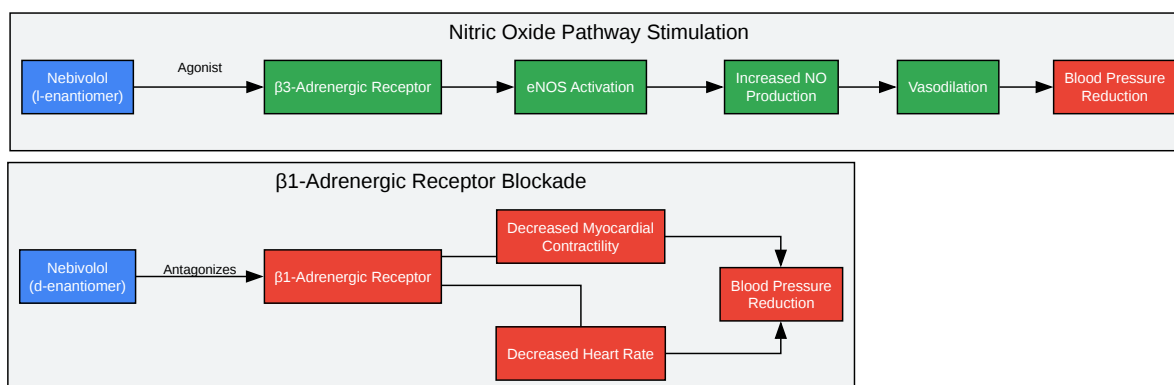 Nitric Oxide Pathway Stimulation
Nebivolol
(l-enantiomer)
Agonist
β3-Adrenergic Receptor
eNOS Activation
Increased NO
Production
Vasodilation
Blood Pressure
Reduction
β1-Adrenergic Receptor Blockade
Nebivolol
(d-enantiomer)
Antagonizes
β1-Adrenergic Receptor
Decreased Myocardial
Contractility
Decreased Heart Rate
Blood Pressure
Reduction